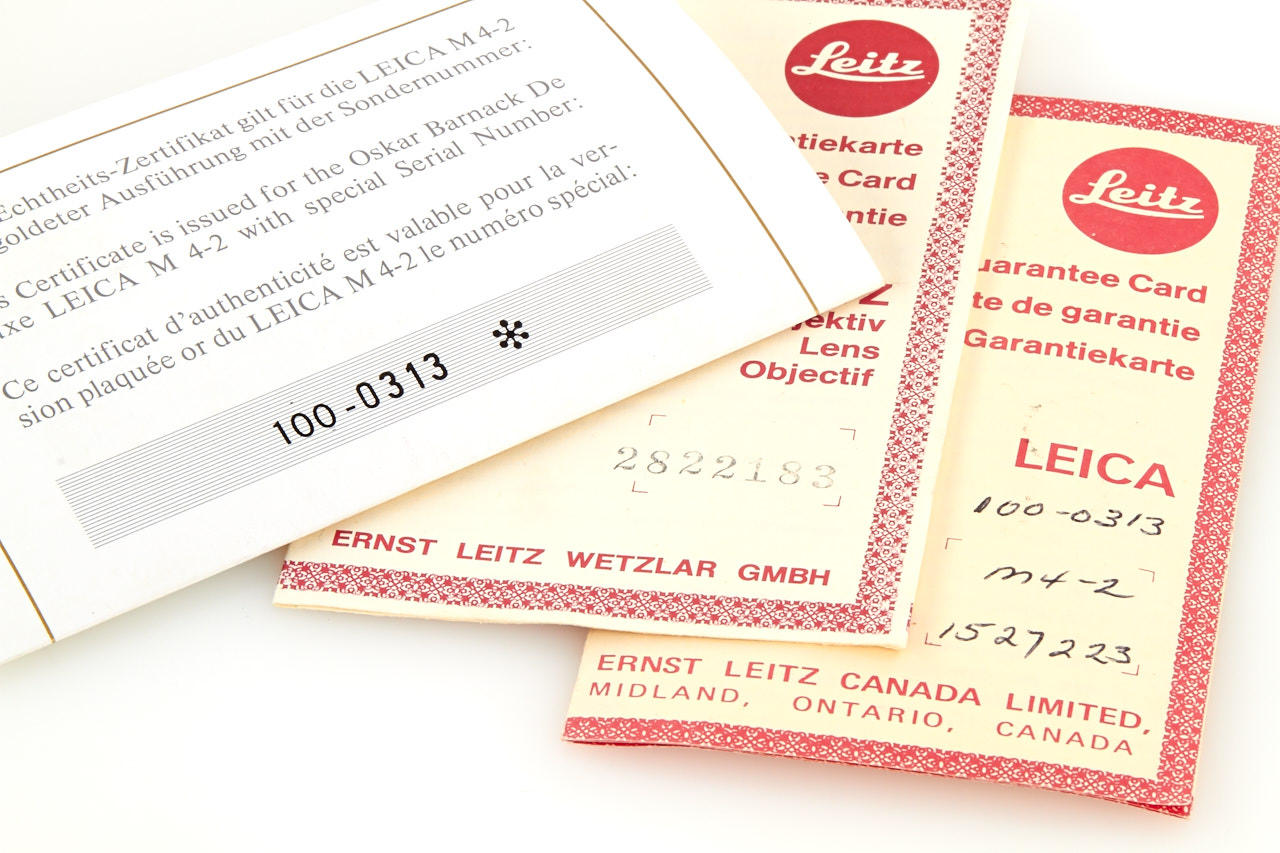 Echtheits-Zertifikat gilt für die LEICA M4-2
goldeter Ausführung mit der Sondernummer:
Certificate is issued for the Oskar Barnack De
LEICA M 4-2 with special Serial Number:
Ce certificat d'authenticité est valable pour la ver-
sion plaquée or du LEICA M 4-2 le numéro spécial:
100-0313 *
Leitz
tiekarte
Card
ntie
Z
jektiv
Lens
Objectif
2822183
ERNST LEITZ WETZLAR GMBH
Leitz
uarantee Card
te de garantie
Garantiekarte
LEICA
100-0313
M4-2
1527223
ERNST LEITZ CANADA LIMITED,
MIDLAND, ONTARIO, CANADA